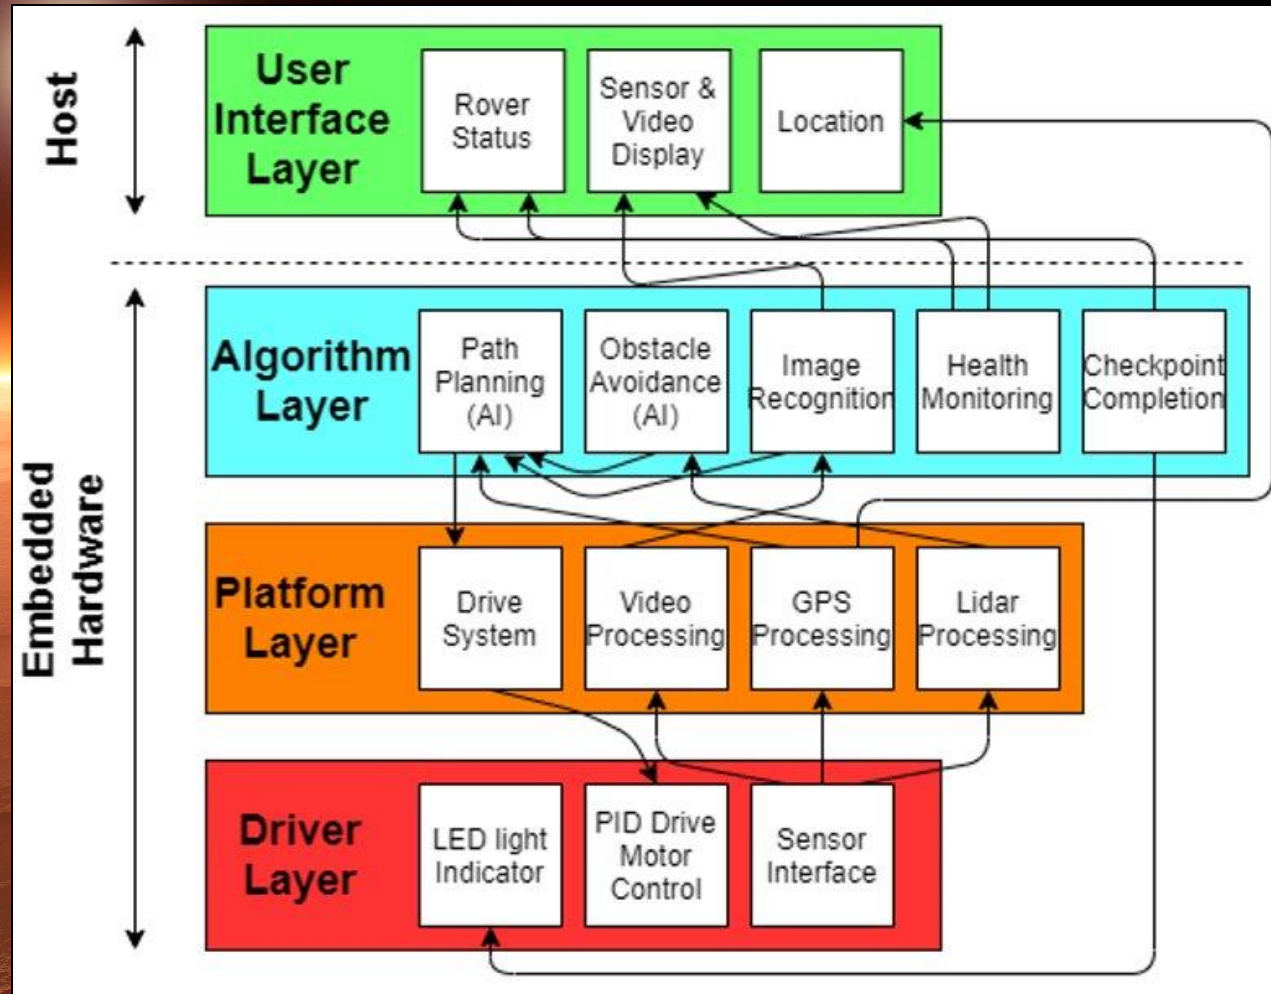 Host
User
Interface
Layer
Rover
Status
Sensor &
Video
Display
Location
Embedded
Hardware
Algorithm
Layer
Path
Planning
(AI)
Obstacle
Avoidance
(AI)
Image
Recognition
Health
Monitoring
Checkpoint
Completion
Platform
Layer
Drive
System
Video
Processing
GPS
Processing
Lidar
Processing
Driver
Layer
LED light
Indicator
PID Drive
Motor
Control
Sensor
Interface